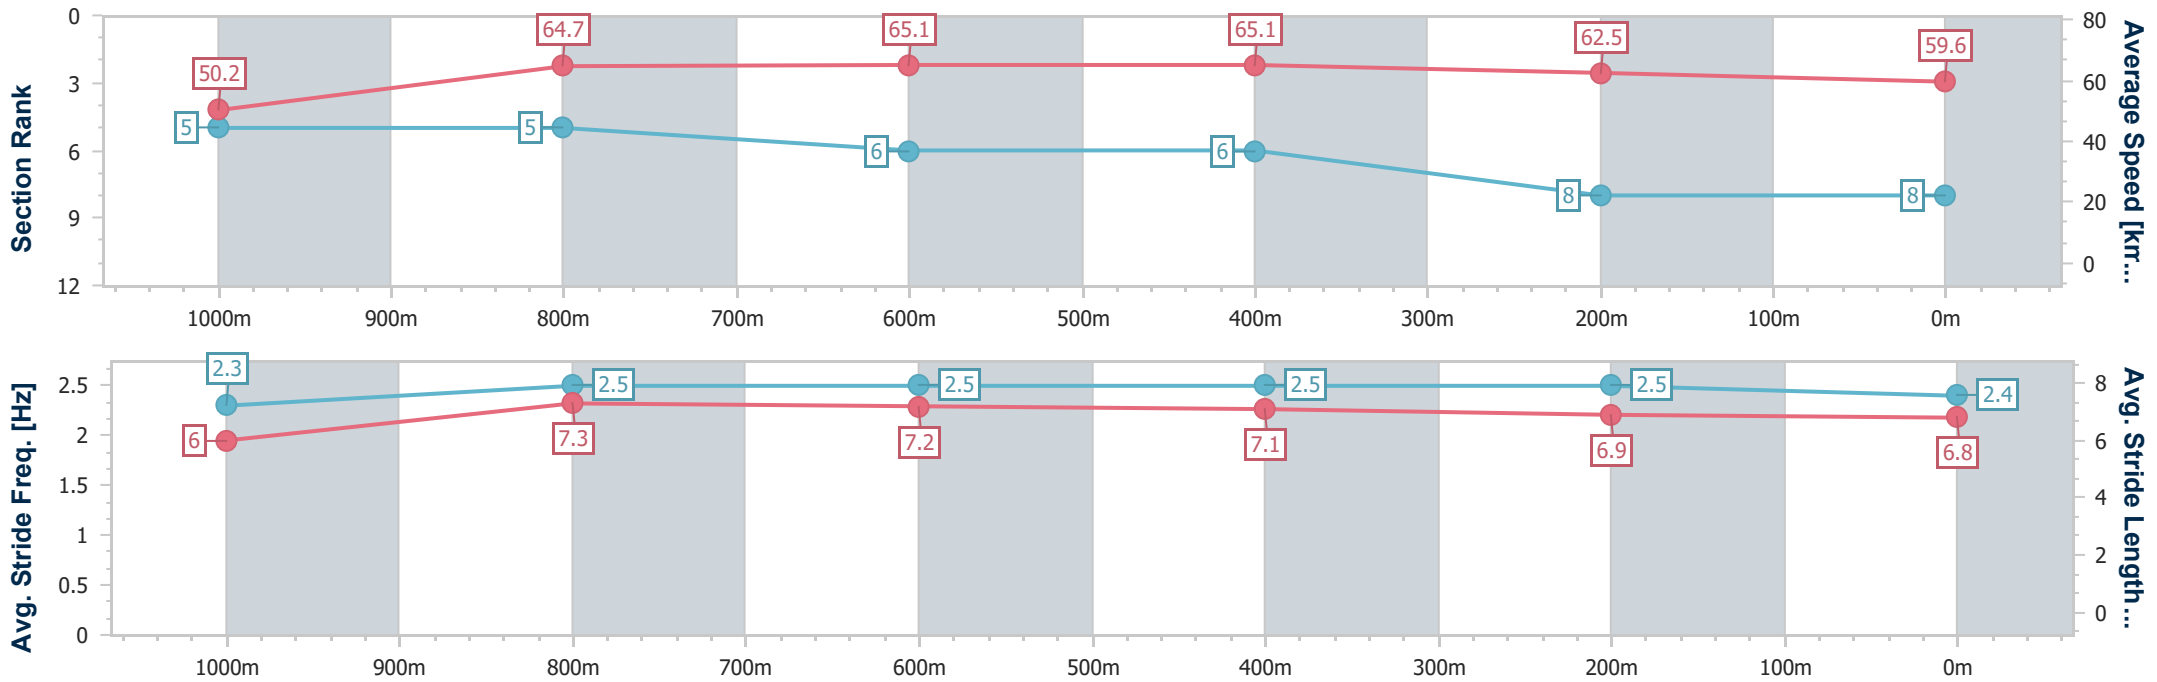 Section Rank
0
3
6
9
12
50.2
64.7
65.1
65.1
62.5
59.6
5
5
6
6
8
8
80
60
40
20
0
Average Speed [km...
1000m
900m
800m
700m
600m
500m
400m
300m
200m
100m
0m
Avg. Stride Freq. [Hz]
2.5
2
1.5
1
0.5
0
2.3
2.5
2.5
2.5
2.5
2.4
6
7.3
7.2
7.1
6.9
6.8
8
6
4
2
0
Avg. Stride Length...
1000m
900m
800m
700m
600m
500m
400m
300m
200m
100m
0m